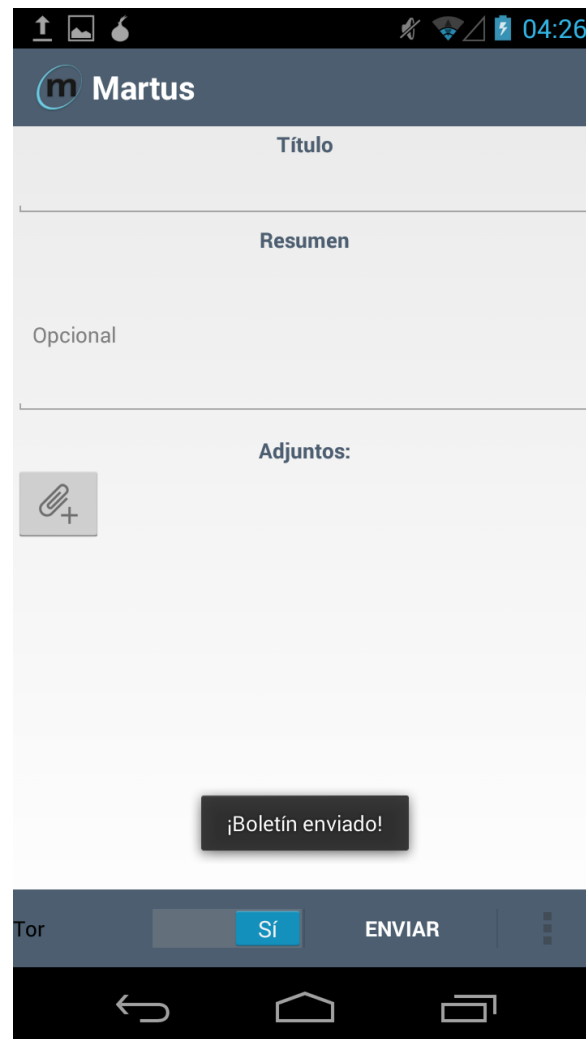 04:26
m Martus
Título
Resumen
Opcional
Adjuntos:
¡Boletín enviado!
Tor Sí ENVIAR